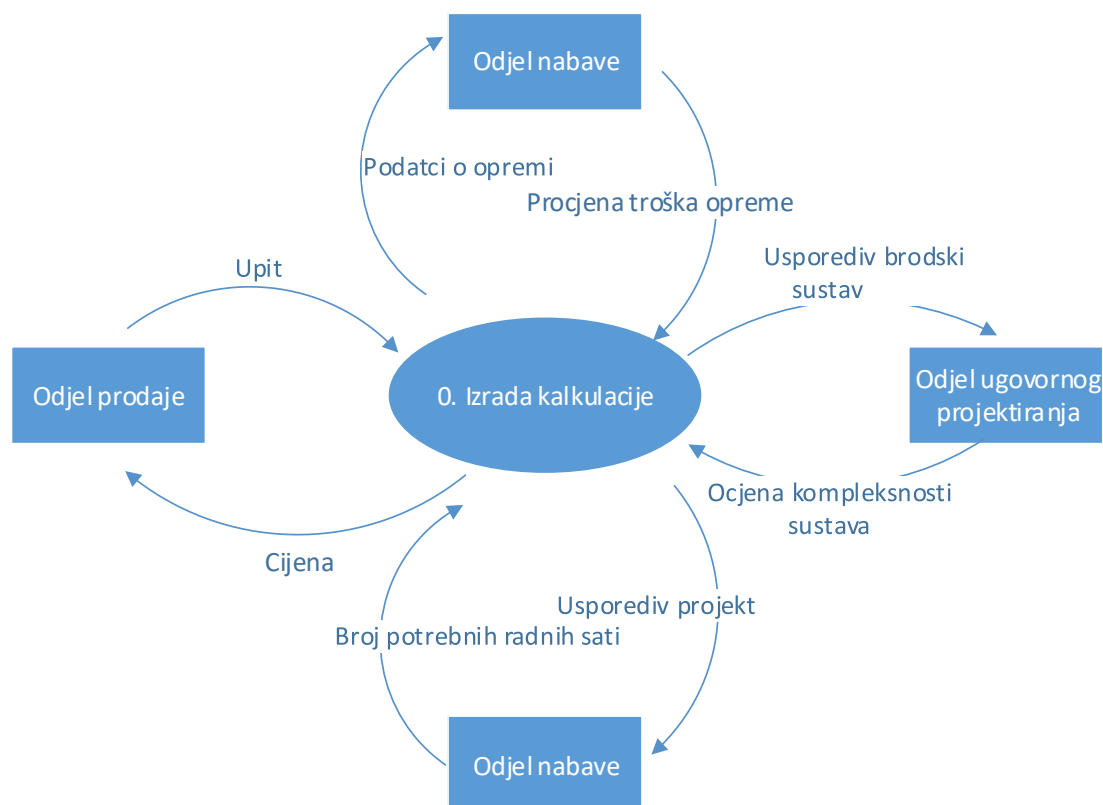 Odjel nabave
Podatci o opremi
Procjena troška opreme
Usporediv brodski
sustav
Upit
Odjel prodaje
0. Izrada kalkulacije
Odjel ugovornog
projektiranja
Ocjena kompleksnosti
sustava
Cijena
Usporediv projekt
Broj potrebnih radnih sati
Odjel nabave